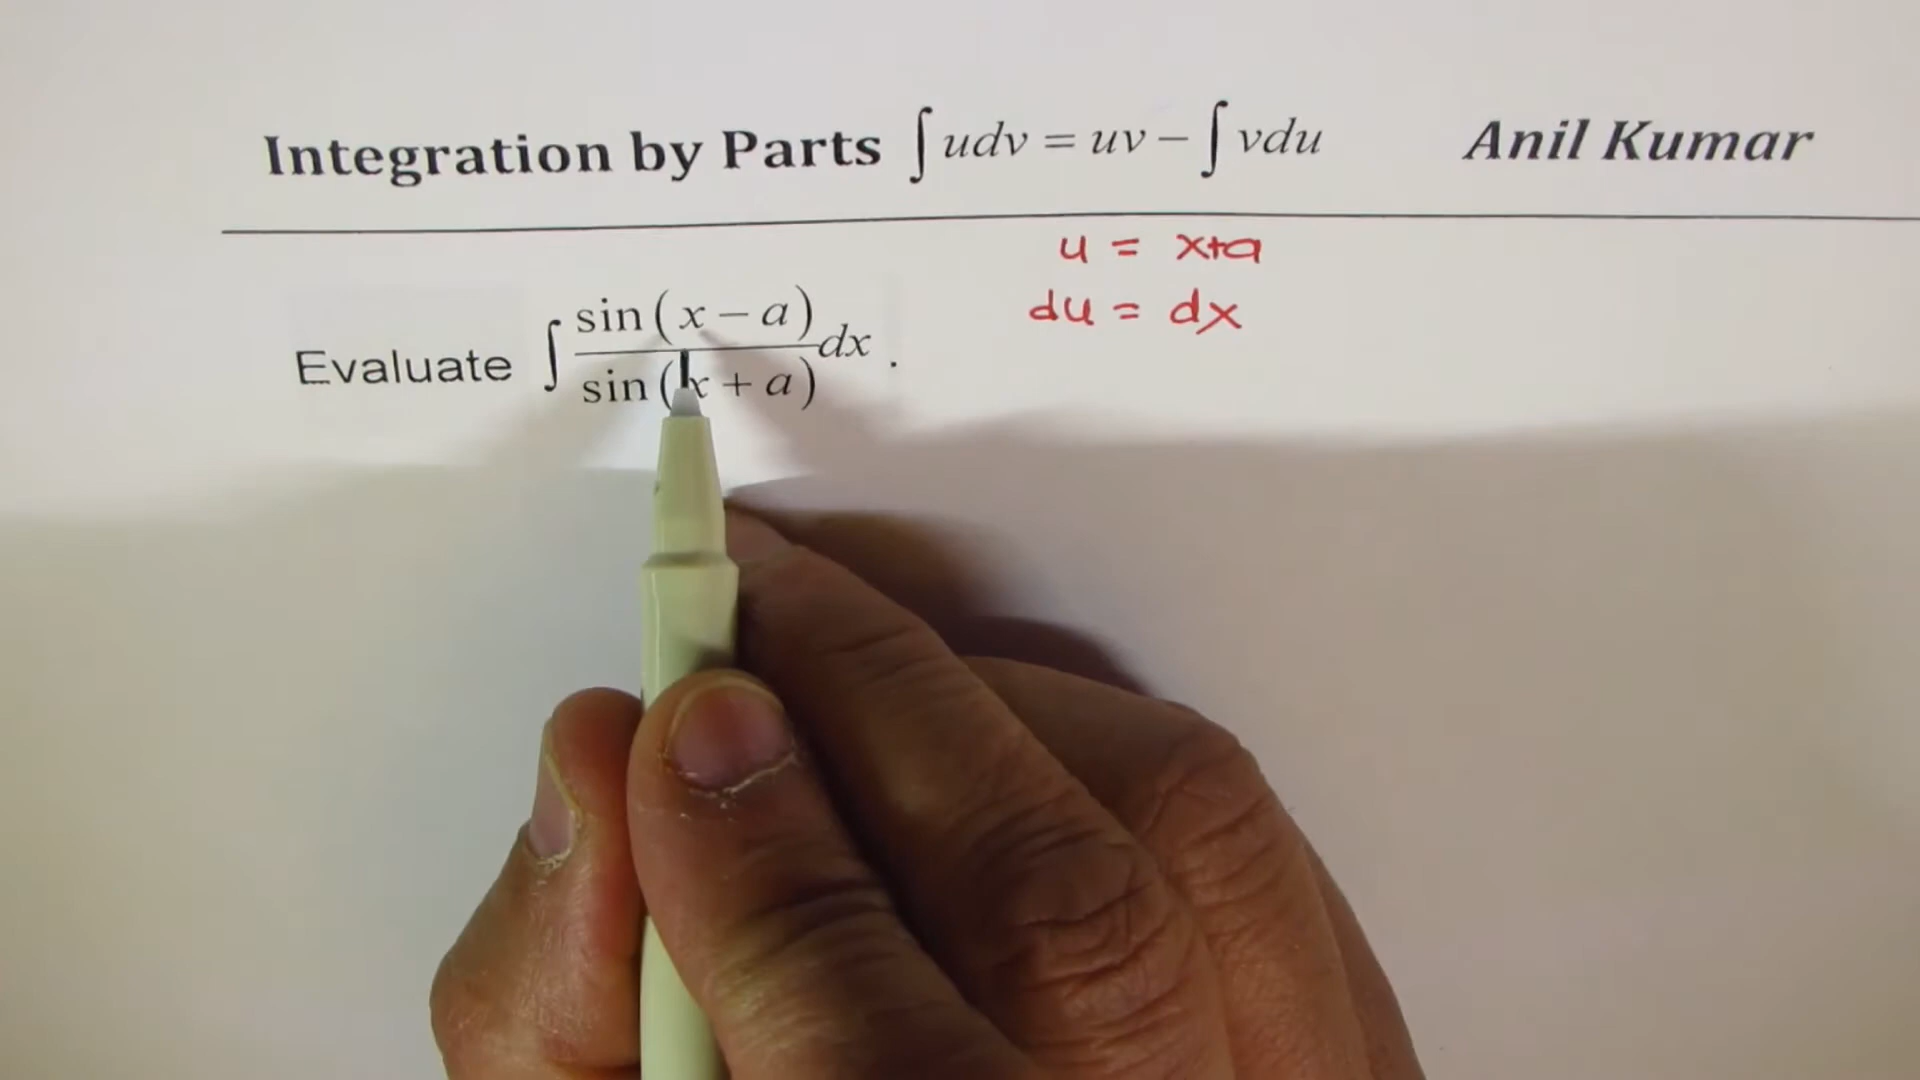 Integration by Parts ∫udv = uv − ∫vdu Anil Kumar
u = x+a
du = dx
Evaluate ∫ sin(x − a) / sin(x + a) dx .